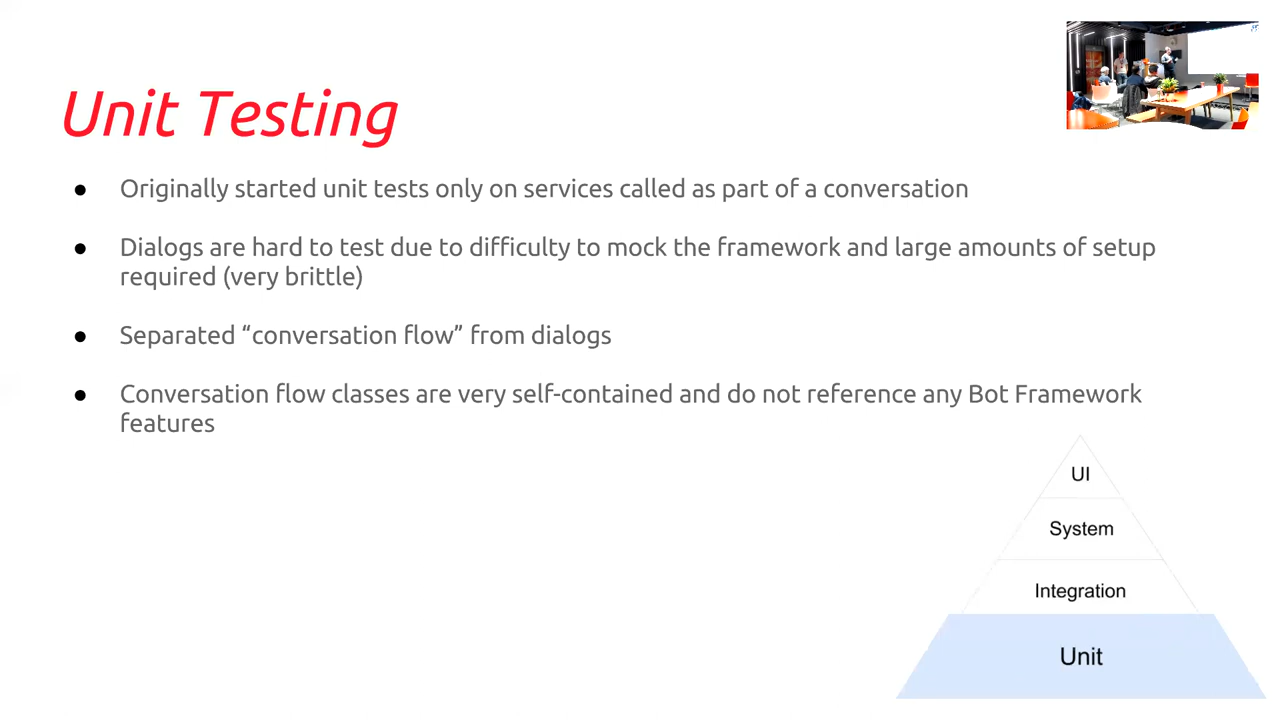 Unit Testing
● Originally started unit tests only on services called as part of a conversation
● Dialogs are hard to test due to difficulty to mock the framework and large amounts of setup
required (very brittle)
● Separated “conversation flow” from dialogs
● Conversation flow classes are very self-contained and do not reference any Bot Framework
features
UI
System
Integration
Unit